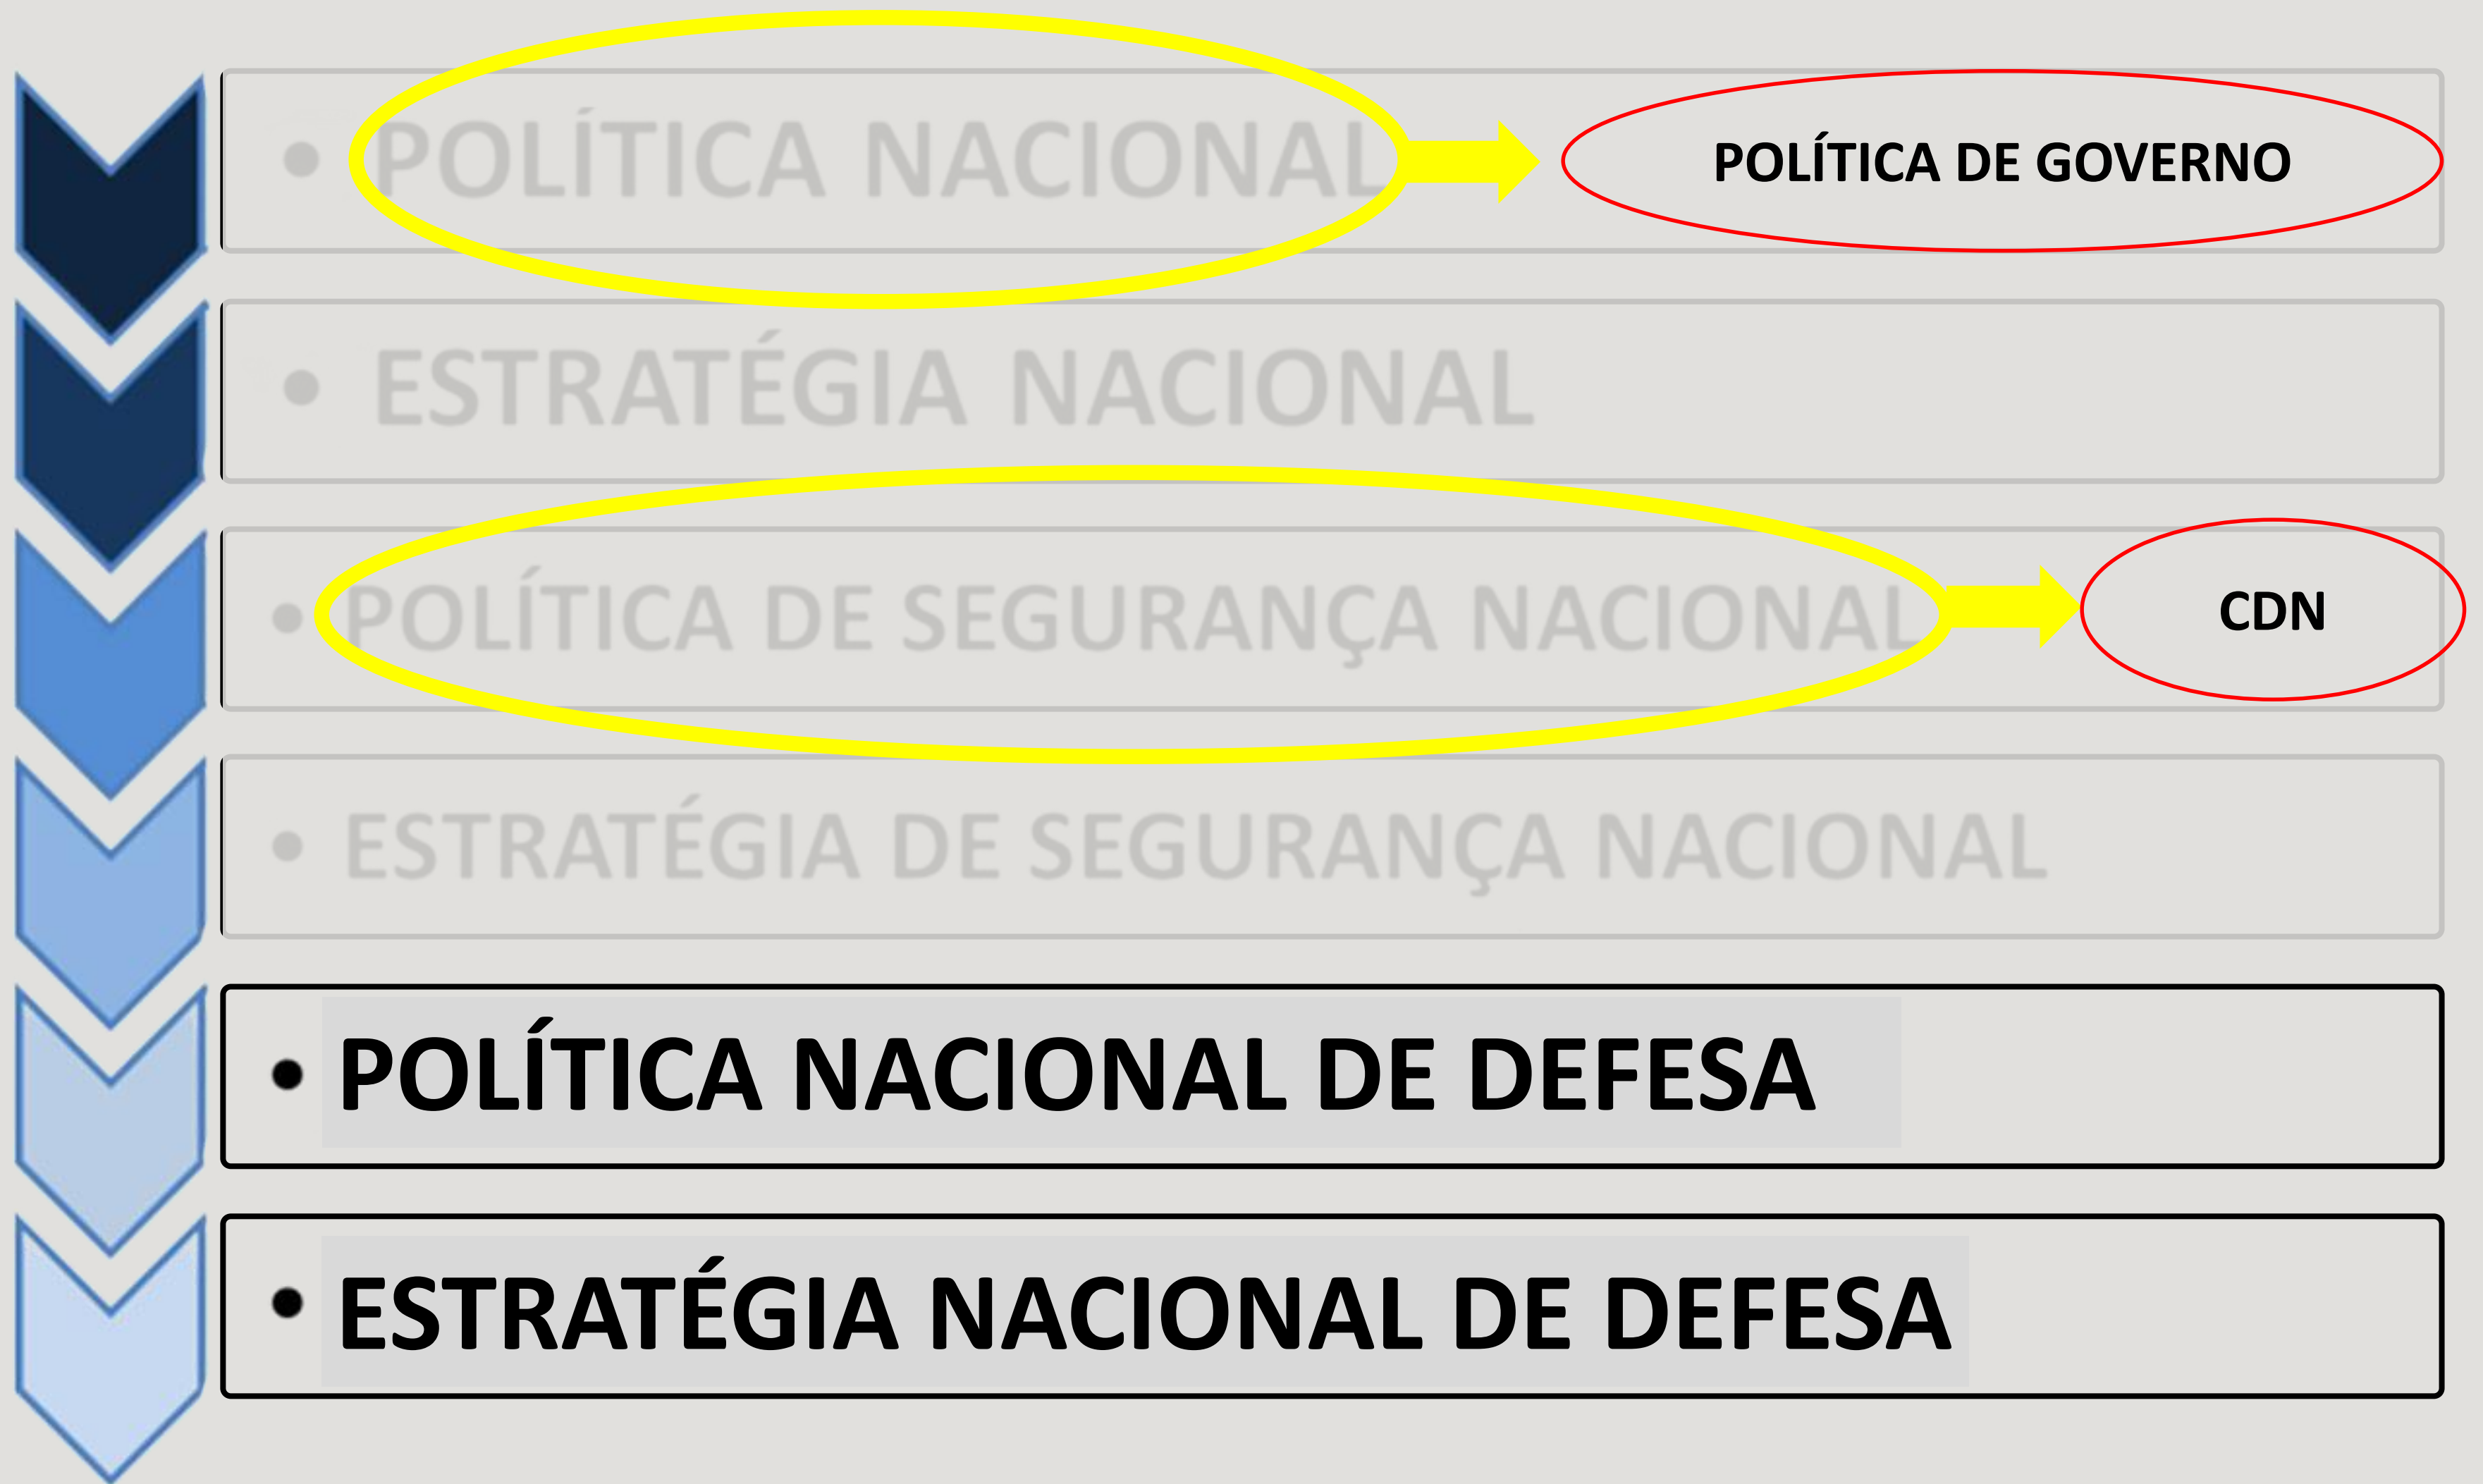 • POLÍTICA NACIONAL
POLÍTICA DE GOVERNO
• ESTRATÉGIA NACIONAL
• POLÍTICA DE SEGURANÇA NACIONAL
CDN
• ESTRATÉGIA DE SEGURANÇA NACIONAL
• POLÍTICA NACIONAL DE DEFESA
• ESTRATÉGIA NACIONAL DE DEFESA